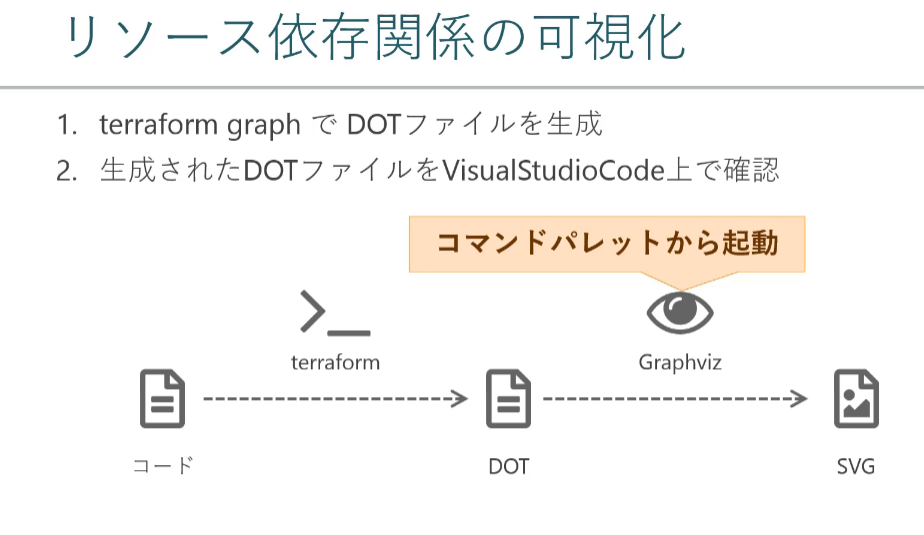 リソース依存関係の可視化
1. terraform graph で DOTファイルを生成
2. 生成されたDOTファイルをVisualStudioCode上で確認
コマンドパレットから起動
terraform
Graphviz
コード
DOT
SVG